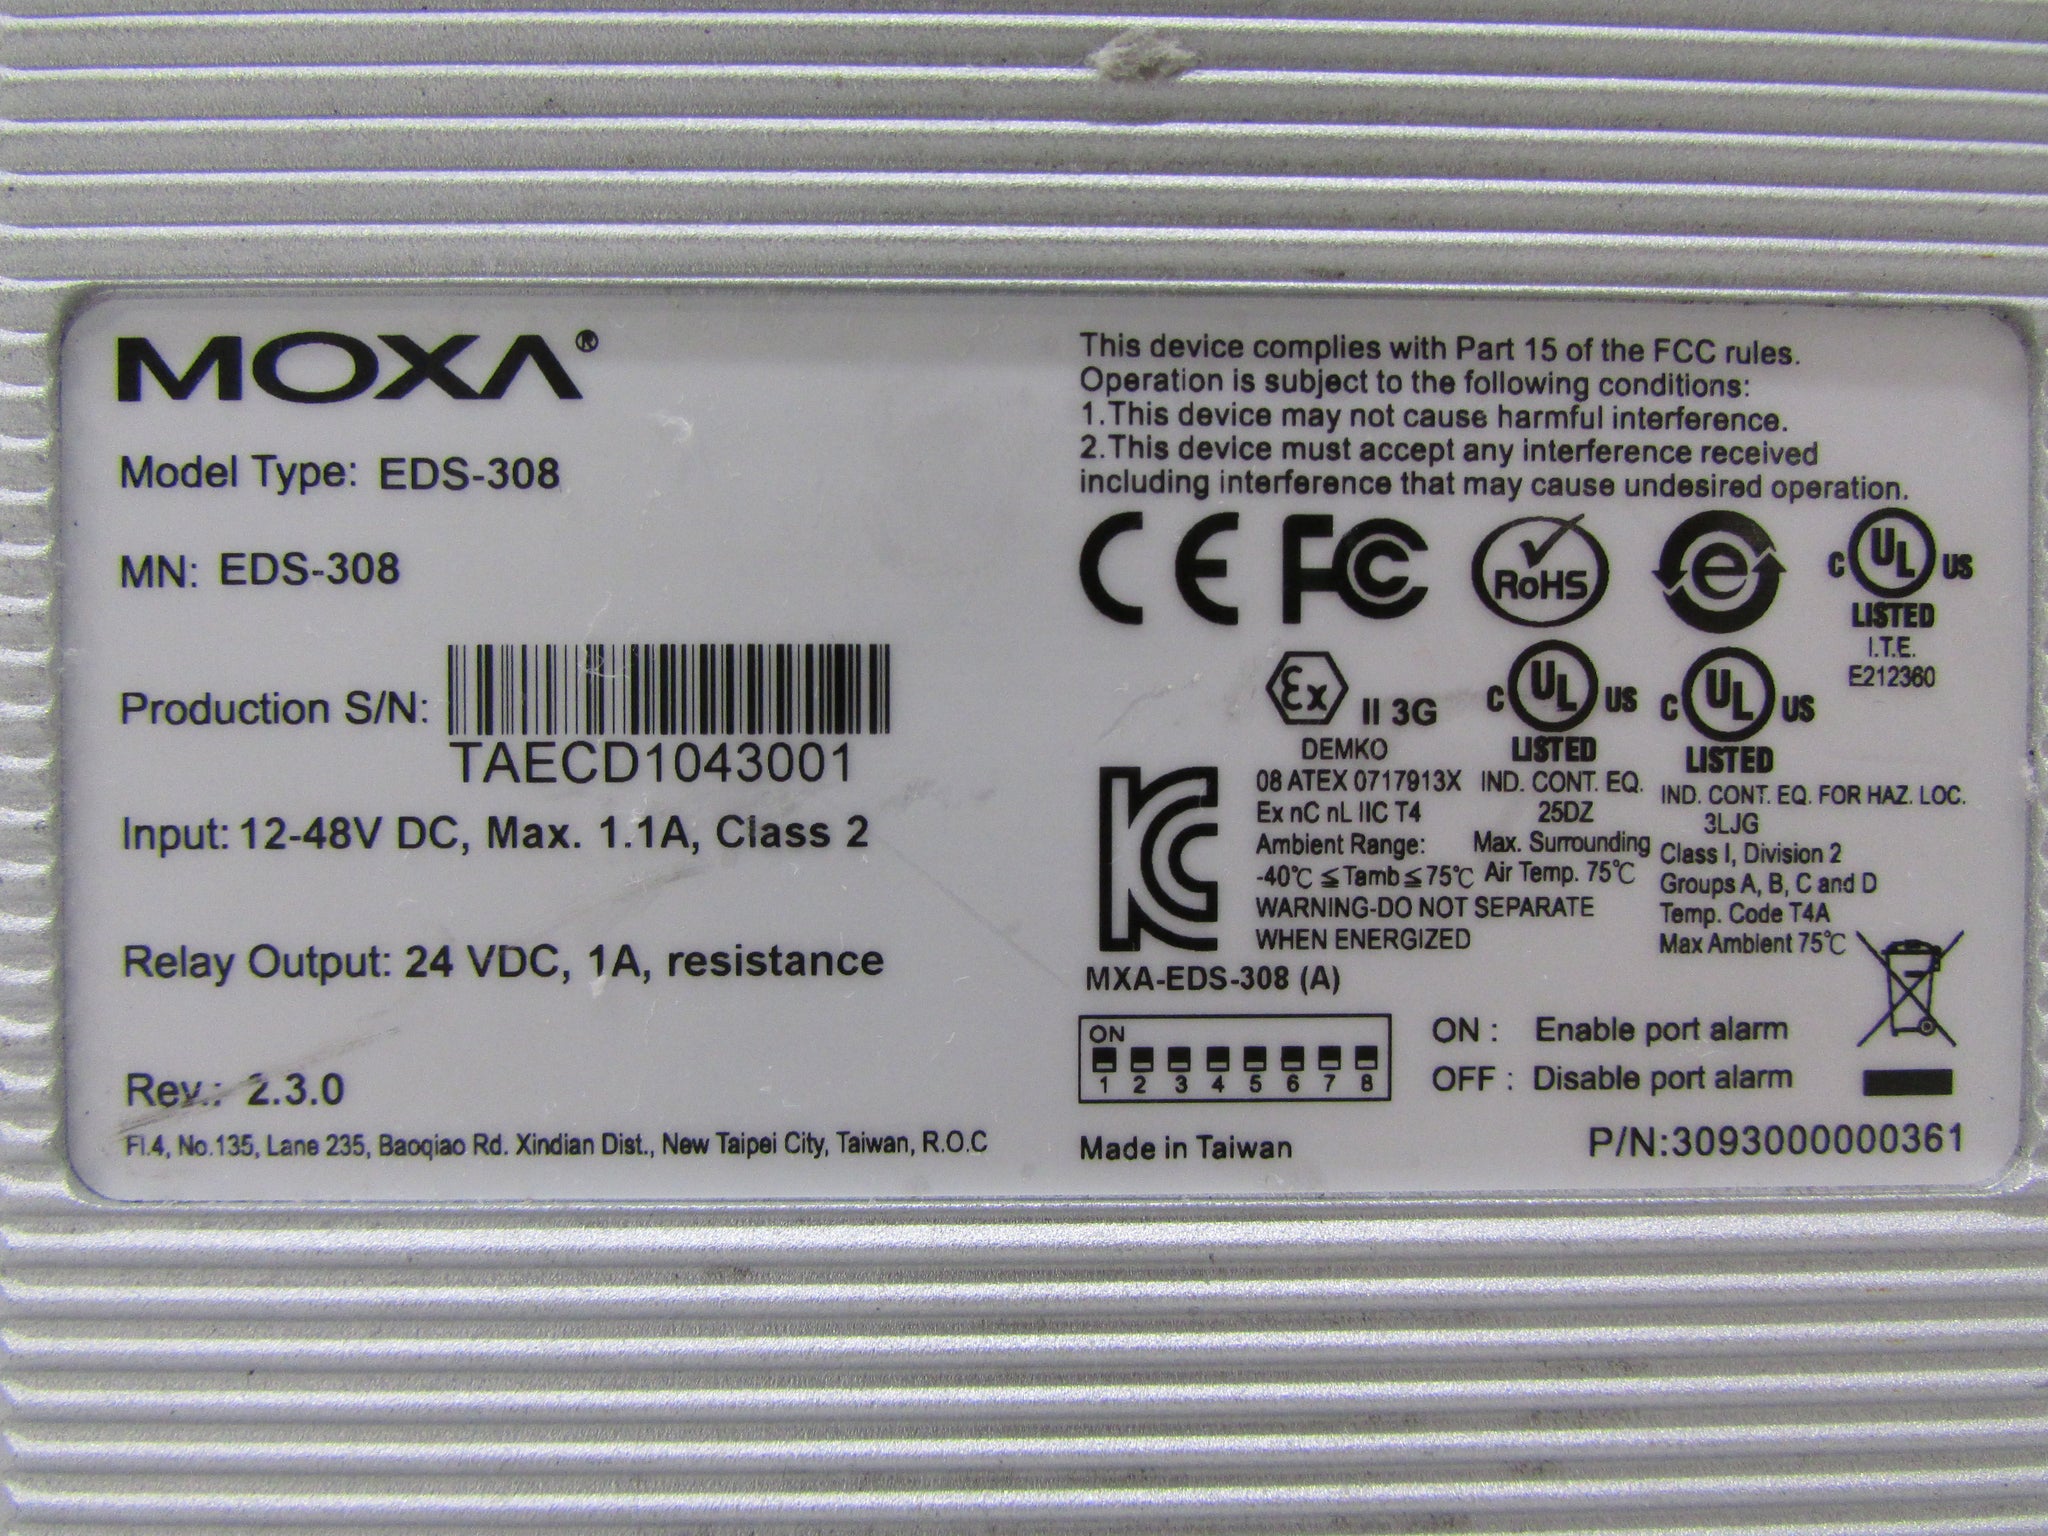 MOXA®
Model Type: EDS-308
MN: EDS-308
Production S/N:
TAECD1043001
Input: 12-48V DC, Max. 1.1A, Class 2
Relay Output: 24 VDC, 1A, resistance
Rev.: 2.3.0
Fl.4, No.135, Lane 235, Baoqiao Rd. Xindian Dist., New Taipei City, Taiwan, R.O.C
This device complies with Part 15 of the FCC rules.
Operation is subject to the following conditions:
1.This device may not cause harmful interference.
2.This device must accept any interference received
including interference that may cause undesired operation.
CE FC RoHS e C UL US
LISTED
I.T.E.
E212360
Ex II 3G
DEMKO
08 ATEX 0717913X
Ex nC nL IIC T4
Ambient Range:
-40℃ ≦Tamb≦75℃
WARNING-DO NOT SEPARATE
WHEN ENERGIZED
C UL US
LISTED
IND. CONT. EQ.
25DZ
Max. Surrounding
Air Temp. 75℃
C UL US
LISTED
IND. CONT. EQ. FOR HAZ. LOC.
3LJG
Class I, Division 2
Groups A, B, C and D
Temp. Code T4A
Max Ambient 75℃
KC
MXA-EDS-308 (A)
ON
1 2 3 4 5 6 7 8
ON : Enable port alarm
OFF : Disable port alarm
Made in Taiwan
P/N:3093000000361